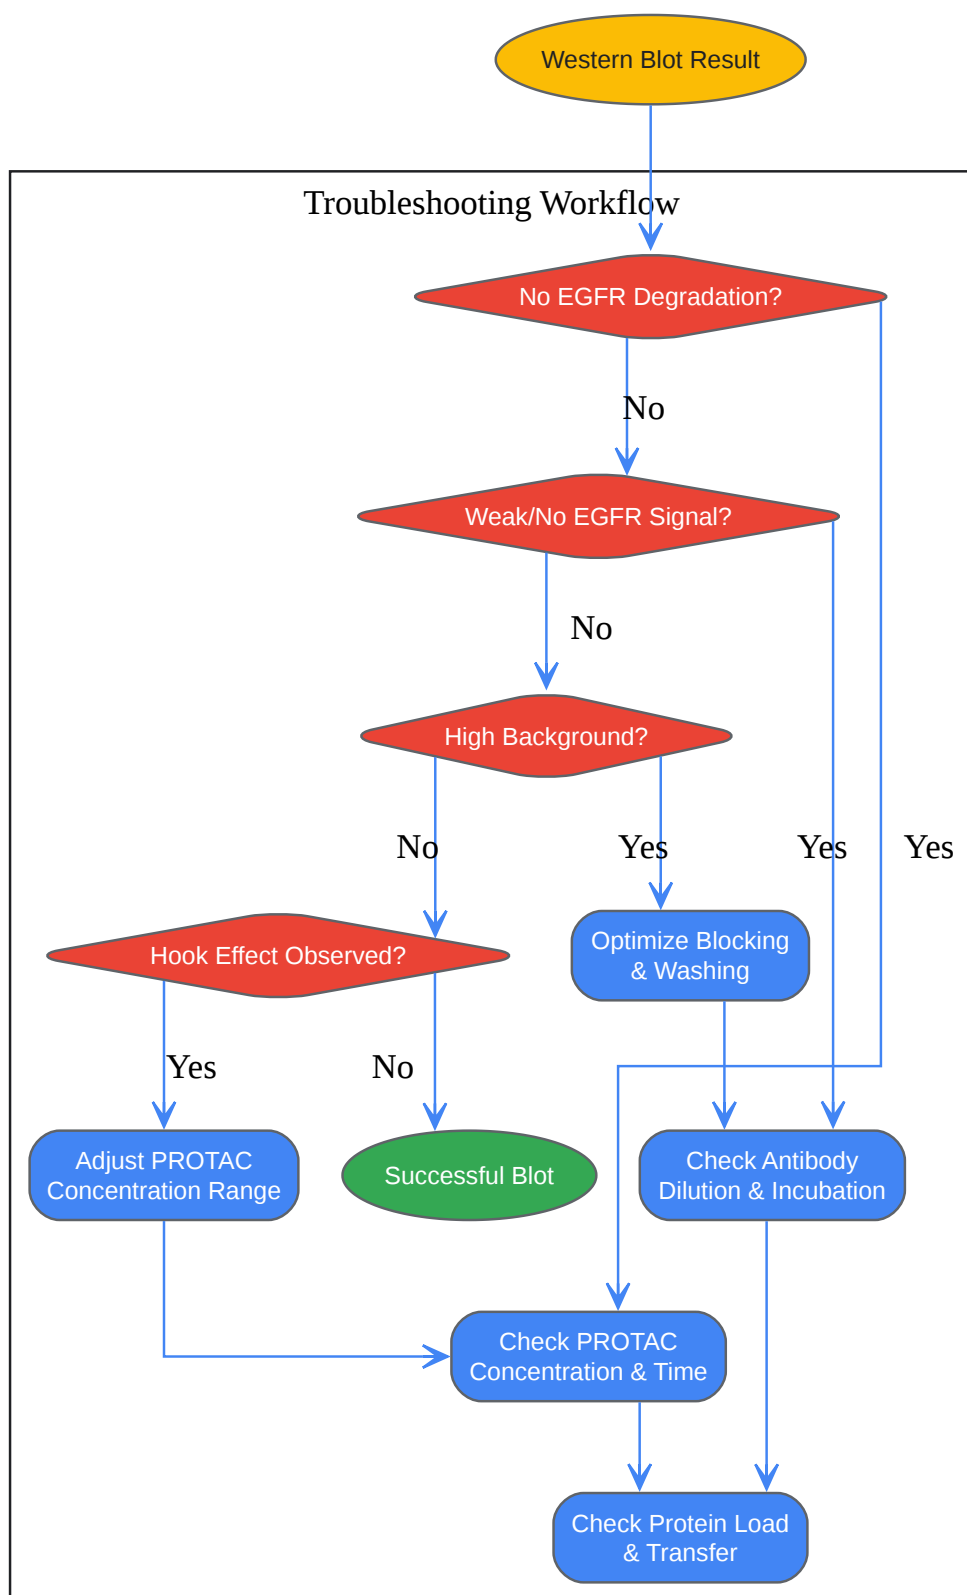 Western Blot Result
Troubleshooting Workflow
No EGFR Degradation?
No
Weak/No EGFR Signal?
No
High Background?
No
Yes
Yes
Yes
Hook Effect Observed?
Optimize Blocking
& Washing
Yes
No
Adjust PROTAC
Concentration Range
Successful Blot
Check Antibody
Dilution & Incubation
Check PROTAC
Concentration & Time
Check Protein Load
& Transfer